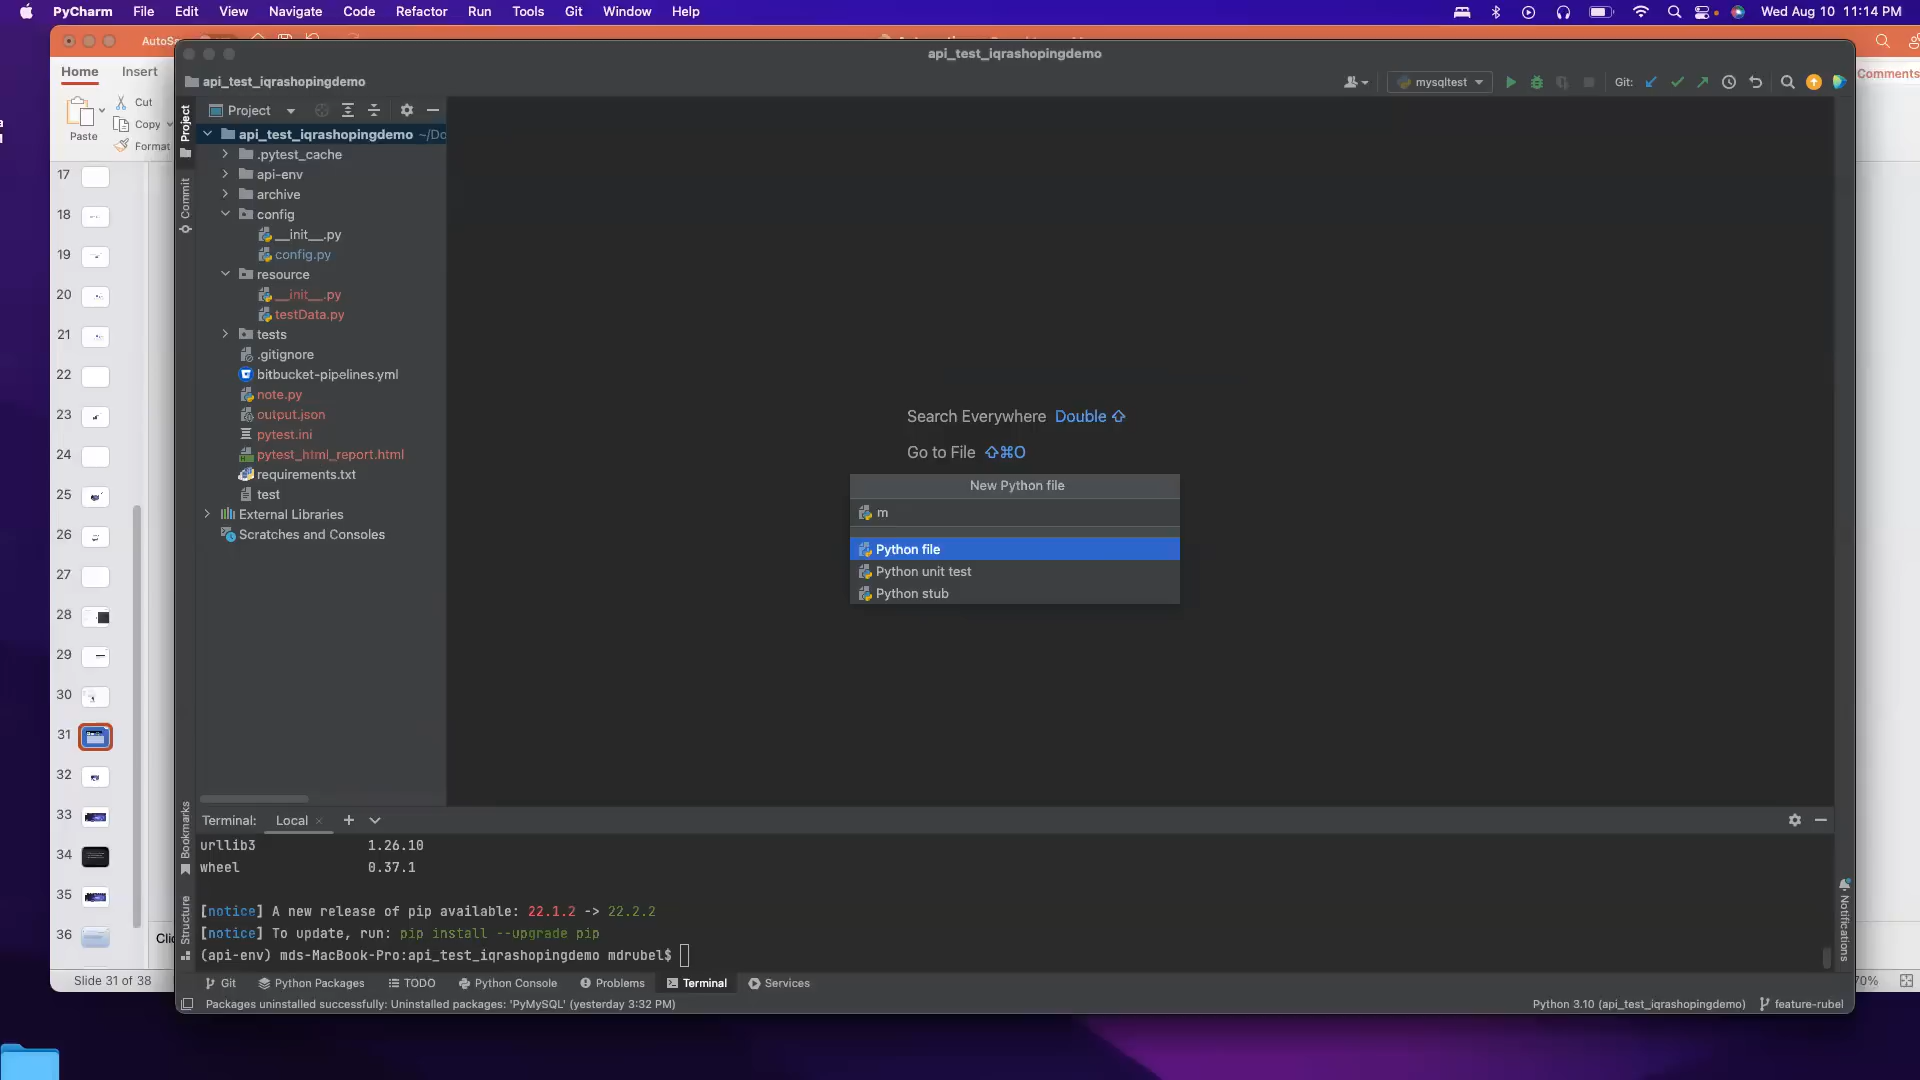 PyCharm File Edit View Navigate Code Refactor Run Tools Git Window Help
Wed Aug 10 11:14 PM
api_test_iqrashopingdemo
Home Insert
Comments
Cut
Copy
Paste
Format
api_test_iqrashopingdemo
mysqltest
Git:
Project
Project
Commit
api_test_iqrashopingdemo ~/Do
.pytest_cache
api-env
archive
config
__init__.py
config.py
resource
__init__.py
testData.py
tests
.gitignore
bitbucket-pipelines.yml
note.py
output.json
pytest.ini
pytest_html_report.html
requirements.txt
test
External Libraries
Scratches and Consoles
17
18
19
20
21
22
23
24
25
26
27
28
29
30
31
32
33
34
35
36
Search Everywhere Double ⇧
Go to File ⇧⌘O
New Python file
m
Python file
Python unit test
Python stub
Bookmarks
Structure
Notifications
Terminal: Local
urllib3 1.26.10
wheel 0.37.1
[notice] A new release of pip available: 22.1.2 -> 22.2.2
[notice] To update, run: pip install --upgrade pip
(api-env) mds-MacBook-Pro:api_test_iqrashopingdemo mdrubel$
Git Python Packages TODO Python Console Problems Terminal Services
Packages uninstalled successfully: Uninstalled packages: 'PyMySQL' (yesterday 3:32 PM)
Python 3.10 (api_test_iqrashopingdemo) feature-rubel
Slide 31 of 38
70%